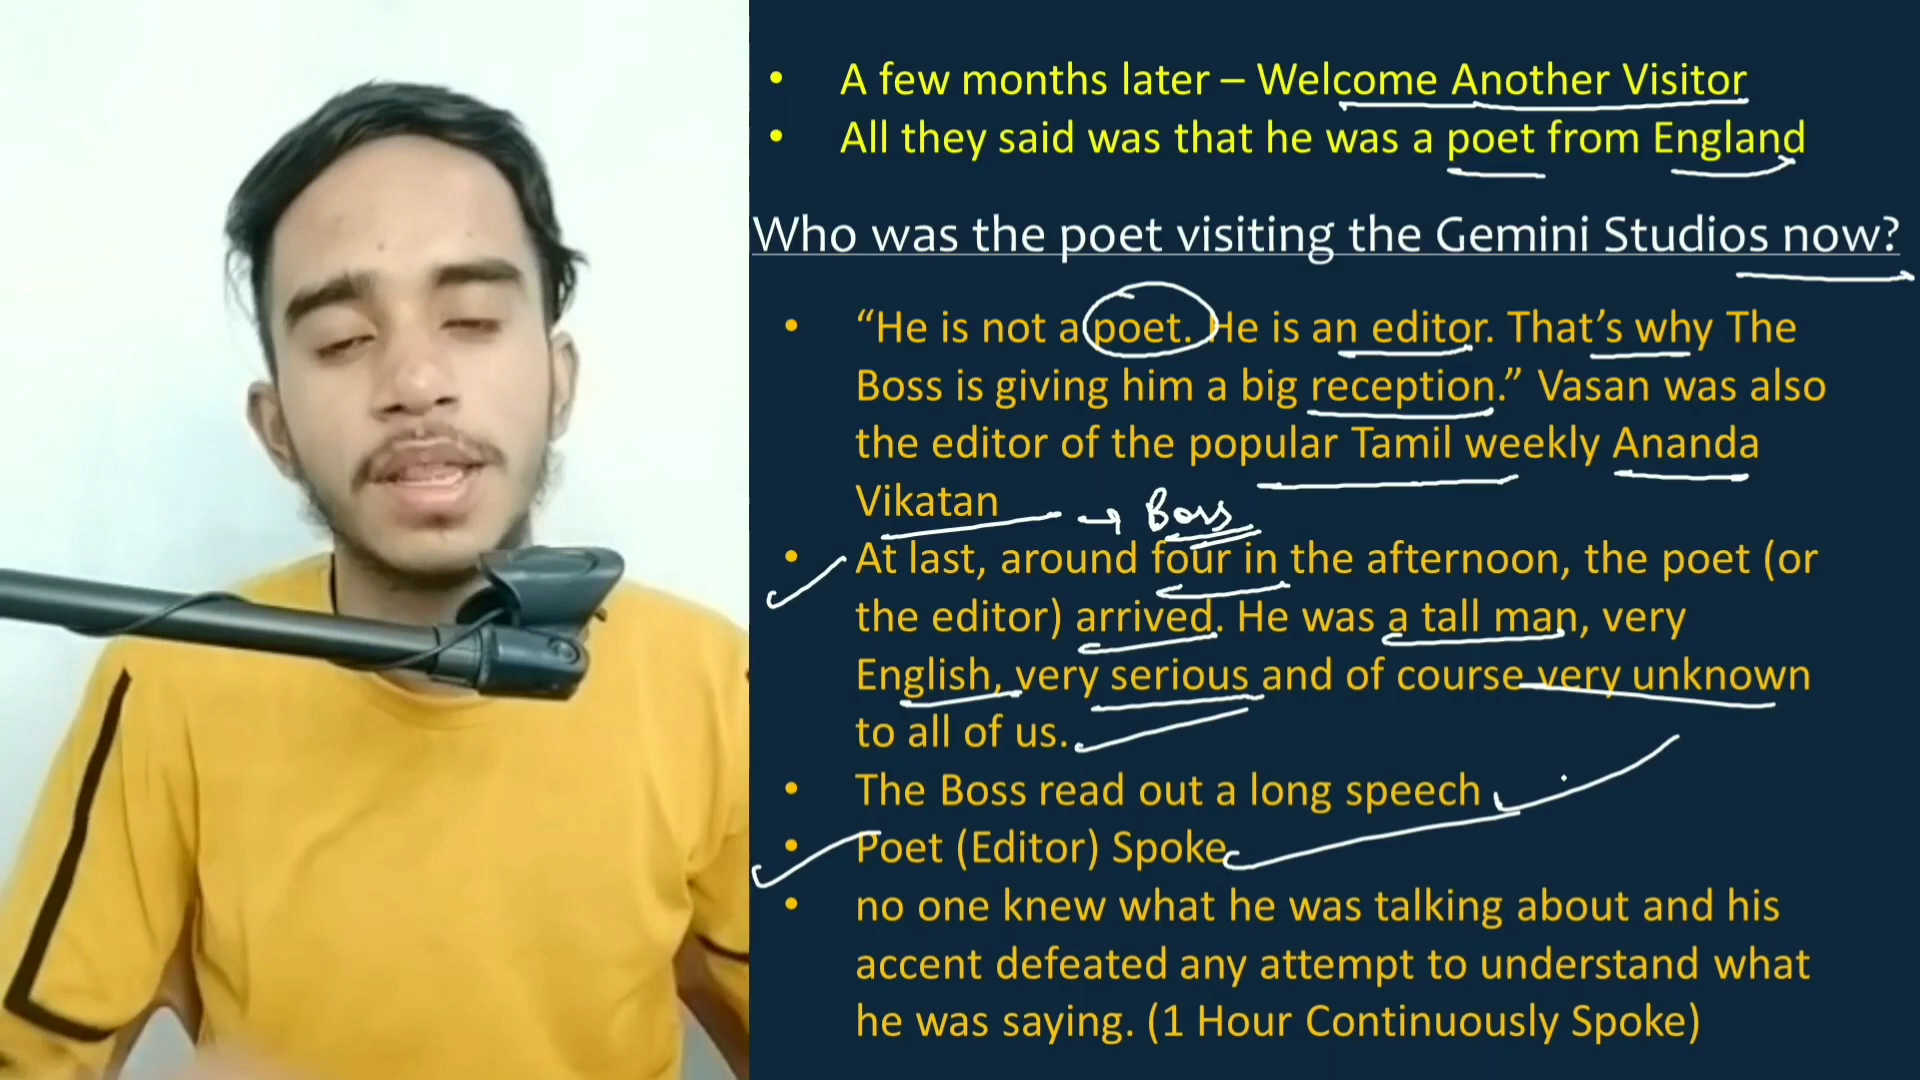 • A few months later – Welcome Another Visitor
• All they said was that he was a poet from England
Who was the poet visiting the Gemini Studios now?
• “He is not a poet. He is an editor. That’s why The
Boss is giving him a big reception.” Vasan was also
the editor of the popular Tamil weekly Ananda
Vikatan → Boss
• At last, around four in the afternoon, the poet (or
the editor) arrived. He was a tall man, very
English, very serious and of course very unknown
to all of us.
• The Boss read out a long speech
• Poet (Editor) Spoke
• no one knew what he was talking about and his
accent defeated any attempt to understand what
he was saying. (1 Hour Continuously Spoke)